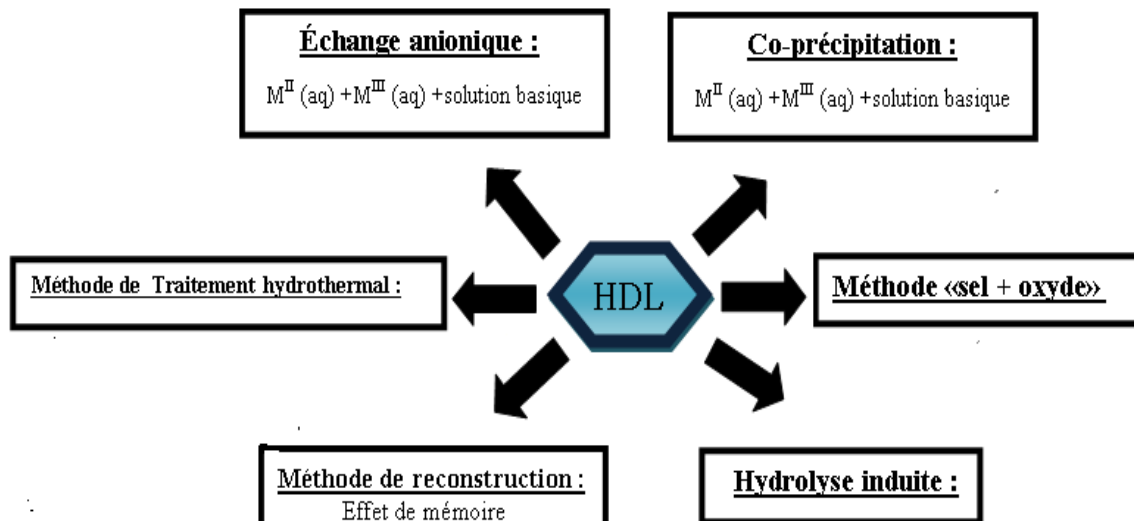 Échange anionique :
M^II (aq) +M^III (aq) +solution basique
Co-précipitation :
M^II (aq) +M^III (aq) +solution basique
Méthode de Traitement hydrothermal :
HDL
Méthode «sel + oxyde»
Méthode de reconstruction :
Effet de mémoire
Hydrolyse induite :